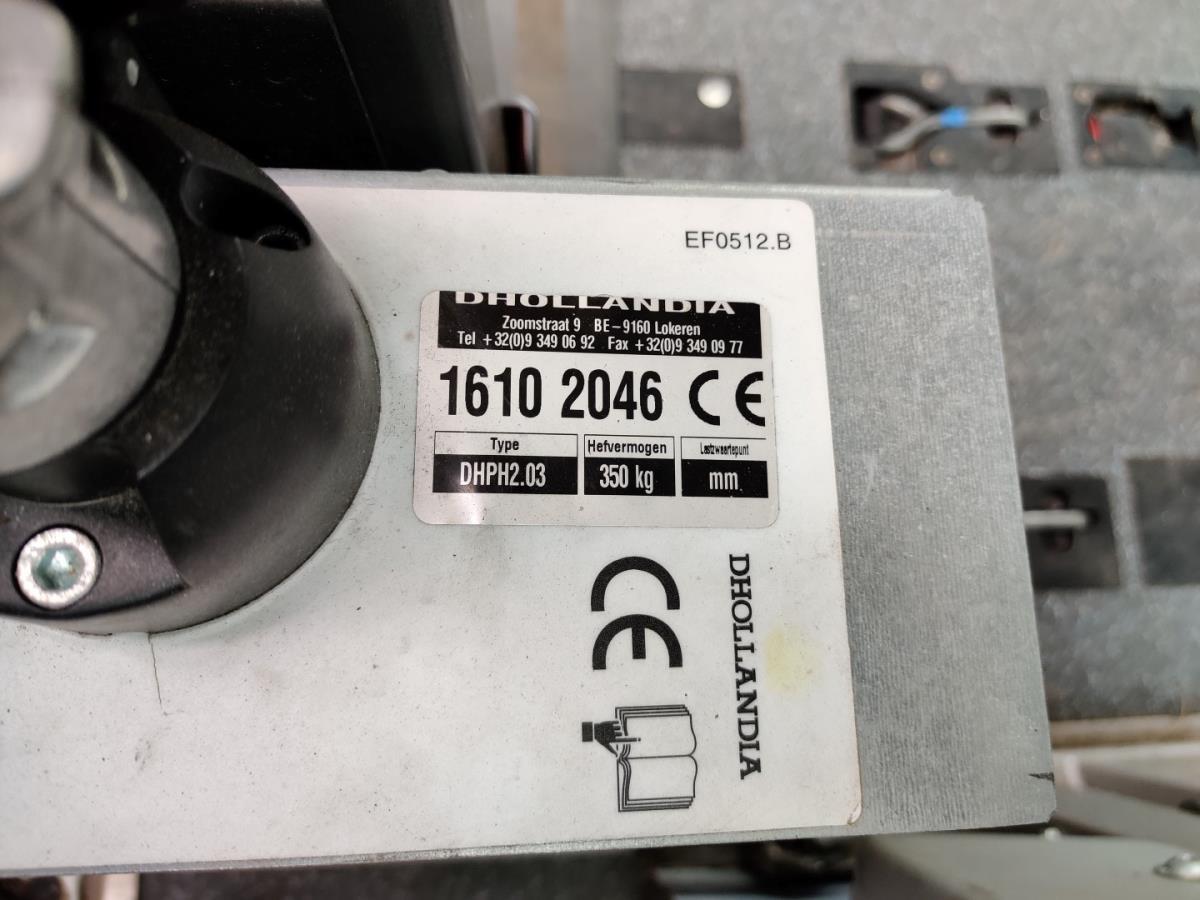 EF0512.B
DHOLLANDIA
Zoomstraat 9 BE-9160 Lokeren
Tel +32(0)9 349 06 92 Fax +32(0)9 349 09 77
1610 2046 CE
Type Hefvermogen Lastzwaartepunt
DHPH2.03 350 kg mm
CE
DHOLLANDIA